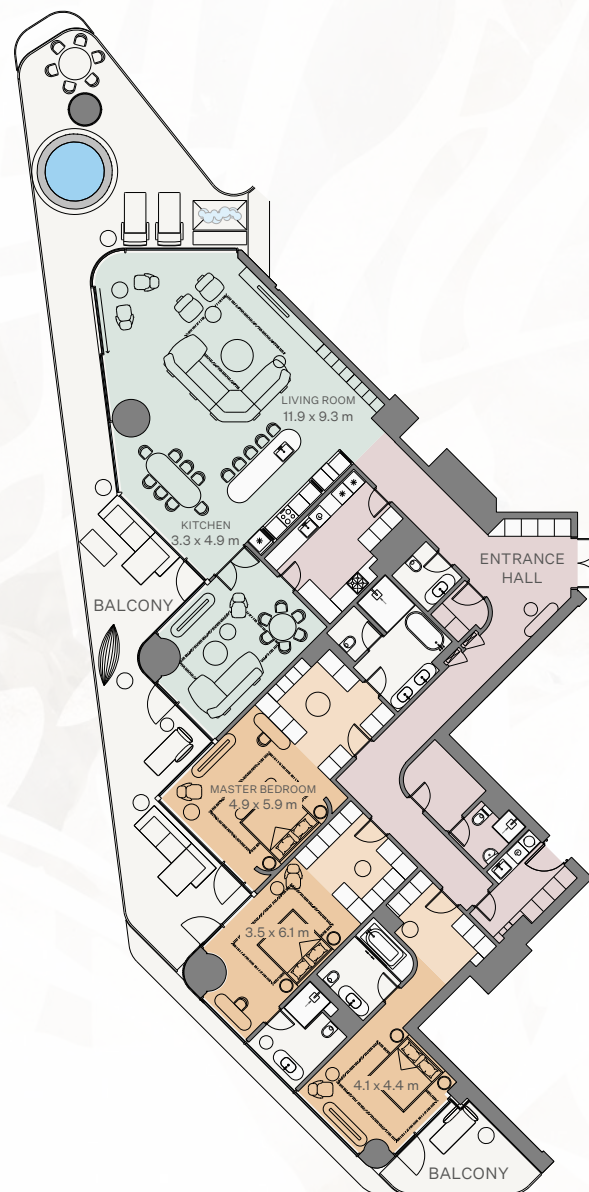 LIVING ROOM
11.9 x 9.3 m
KITCHEN
3.3 x 4.9 m
ENTRANCE
HALL
BALCONY
MASTER BEDROOM
4.9 x 5.9 m
3.5 x 6.1 m
4.1 x 4.4 m
BALCONY